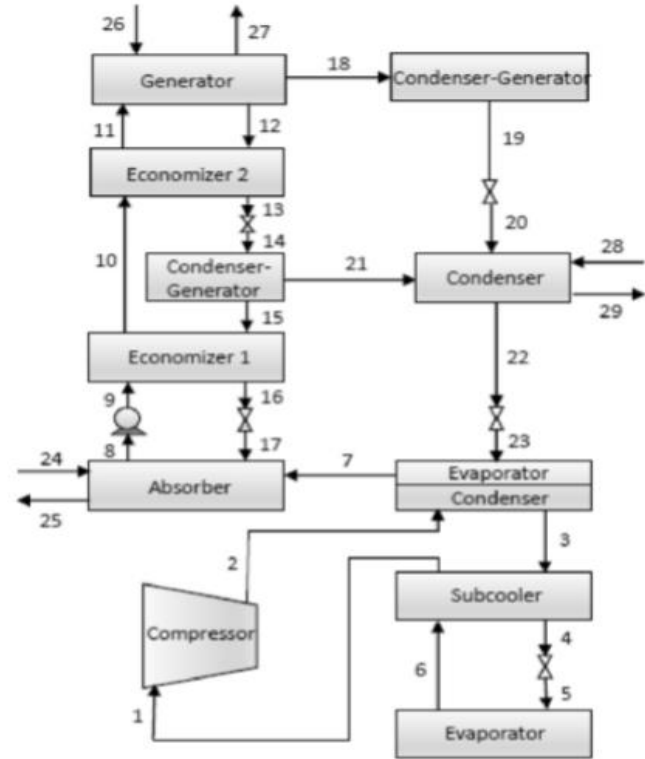 26
27
Generator
18
Condenser-Generator
11
12
19
Economizer 2
13
14
20
10
Condenser-
Generator
21
28
Condenser
29
15
Economizer 1
22
9
16
8
17
23
24
Absorber
7
Evaporator
Condenser
25
2
3
Compressor
Subcooler
4
6
5
1
Evaporator